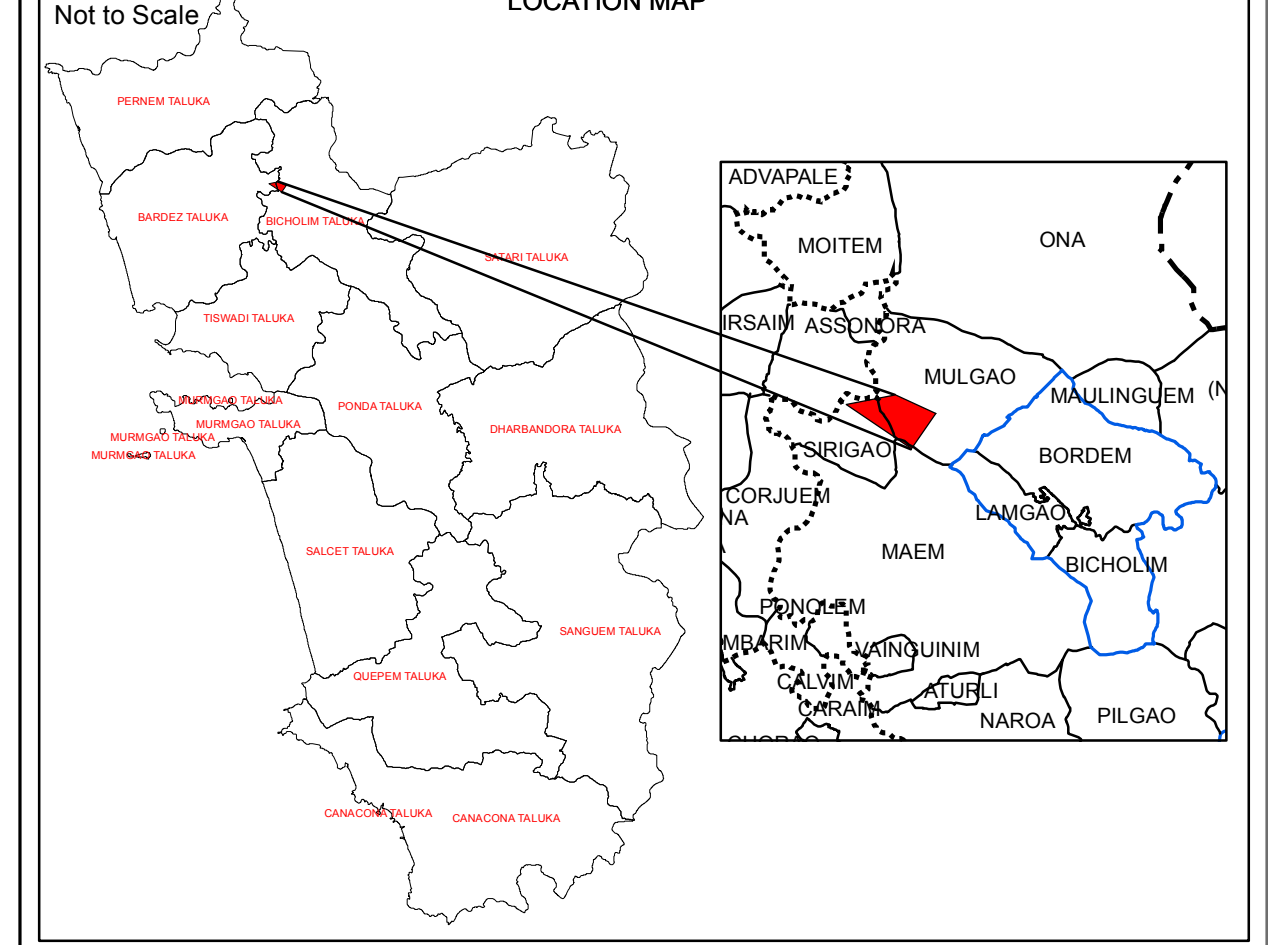 LOCATION MAP
Not to Scale
PERNEM TALUKA
BARDEZ TALUKA
BICHOLIM TALUKA
SATARI TALUKA
TISWADI TALUKA
MURMGAO TALUKA
PONDA TALUKA
MURMGAO TALUKA
MURMGAO TALUKA
DHARBANDORA TALUKA
MURMGAO TALUKA
SALCET TALUKA
SANGUEM TALUKA
QUEPEM TALUKA
CANACONA TALUKA
CANACONA TALUKA
ADVAPALE
MOITEM
ONA
IRSAIM
ASSONORA
MULGAO
MAULINGUEM
(N
SIRIGAO
BORDEM
CORJUEM
NA
LAMGAO
MAEM
BICHOLIM
PONOLEM
MBARIM
VAINGUINIM
CALVIM
ATURLI
CARAIM
NAROA
PILGAO